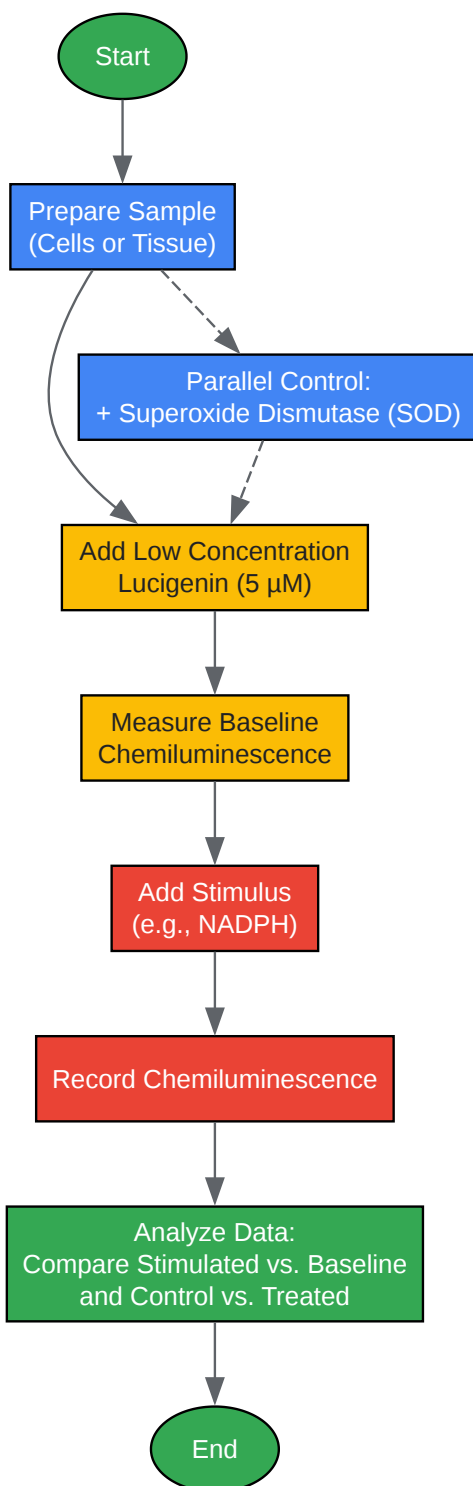 Start
Prepare Sample
(Cells or Tissue)
Parallel Control:
+ Superoxide Dismutase (SOD)
Add Low Concentration
Lucigenin (5 µM)
Measure Baseline
Chemiluminescence
Add Stimulus
(e.g., NADPH)
Record Chemiluminescence
Analyze Data:
Compare Stimulated vs. Baseline
and Control vs. Treated
End